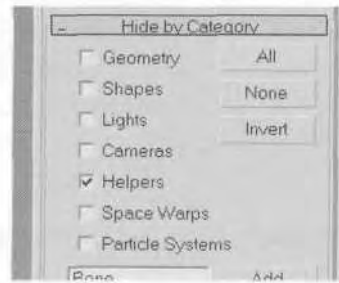 - Hide by Category
Geometry All
Shapes None
Lights Invert
Cameras
Helpers
Space Warps
Particle Systems
Bone Add